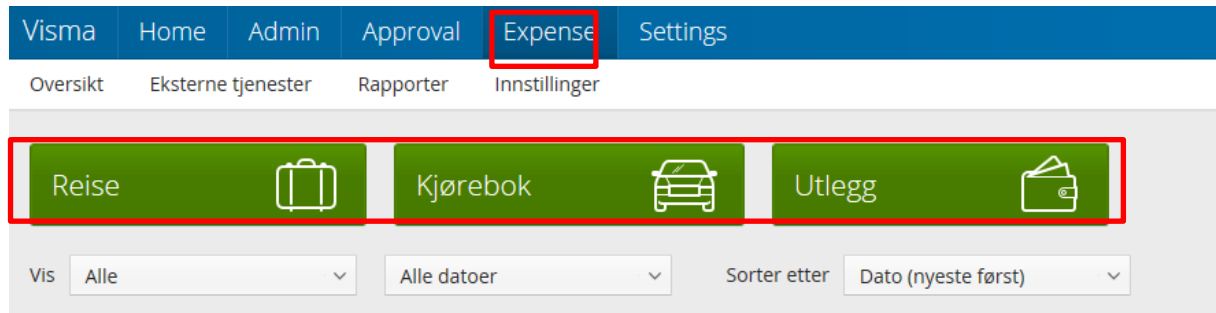 Visma Home Admin Approval Expense Settings
Oversikt Eksterne tjenester Rapporter Innstillinger
Reise Kjørebok Utlegg
Vis Alle Alle datoer Sorter etter Dato (nyeste først)